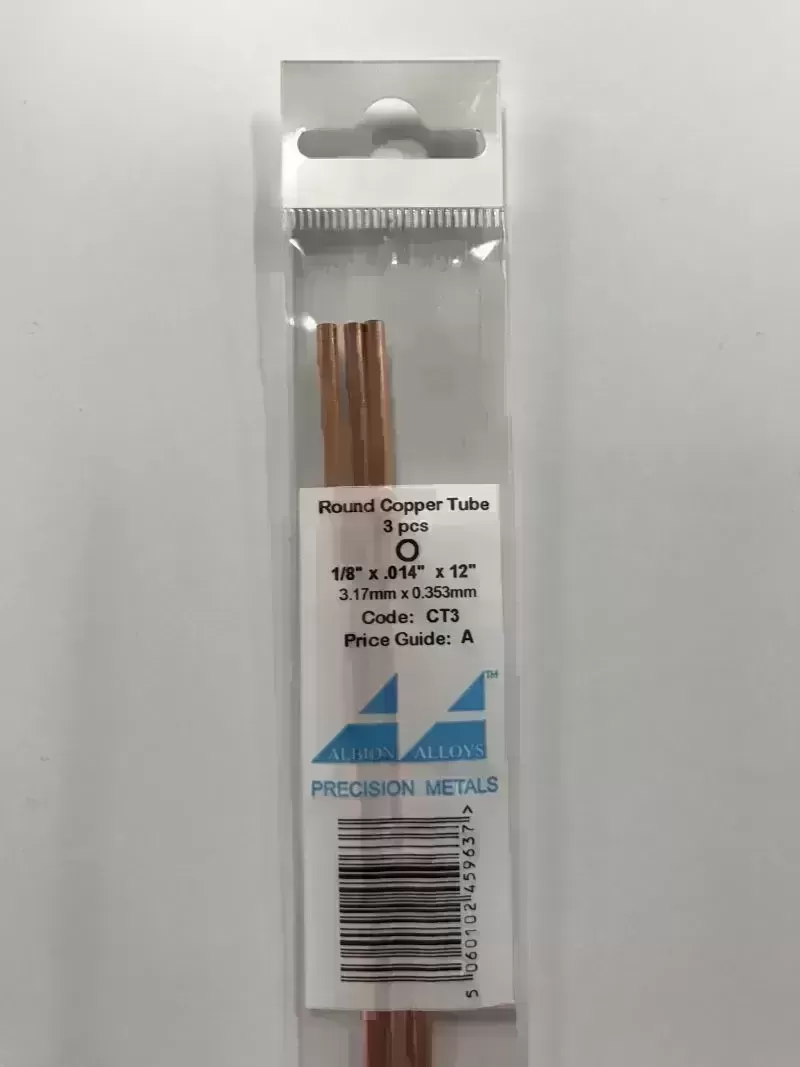 Round Copper Tube
3 pcs
1/8" x .014" x 12"
3.17mm x 0.353mm
Code: CT3
Price Guide: A
TM
ALBION ALLOYS
PRECISION METALS
5 060102 459637 >